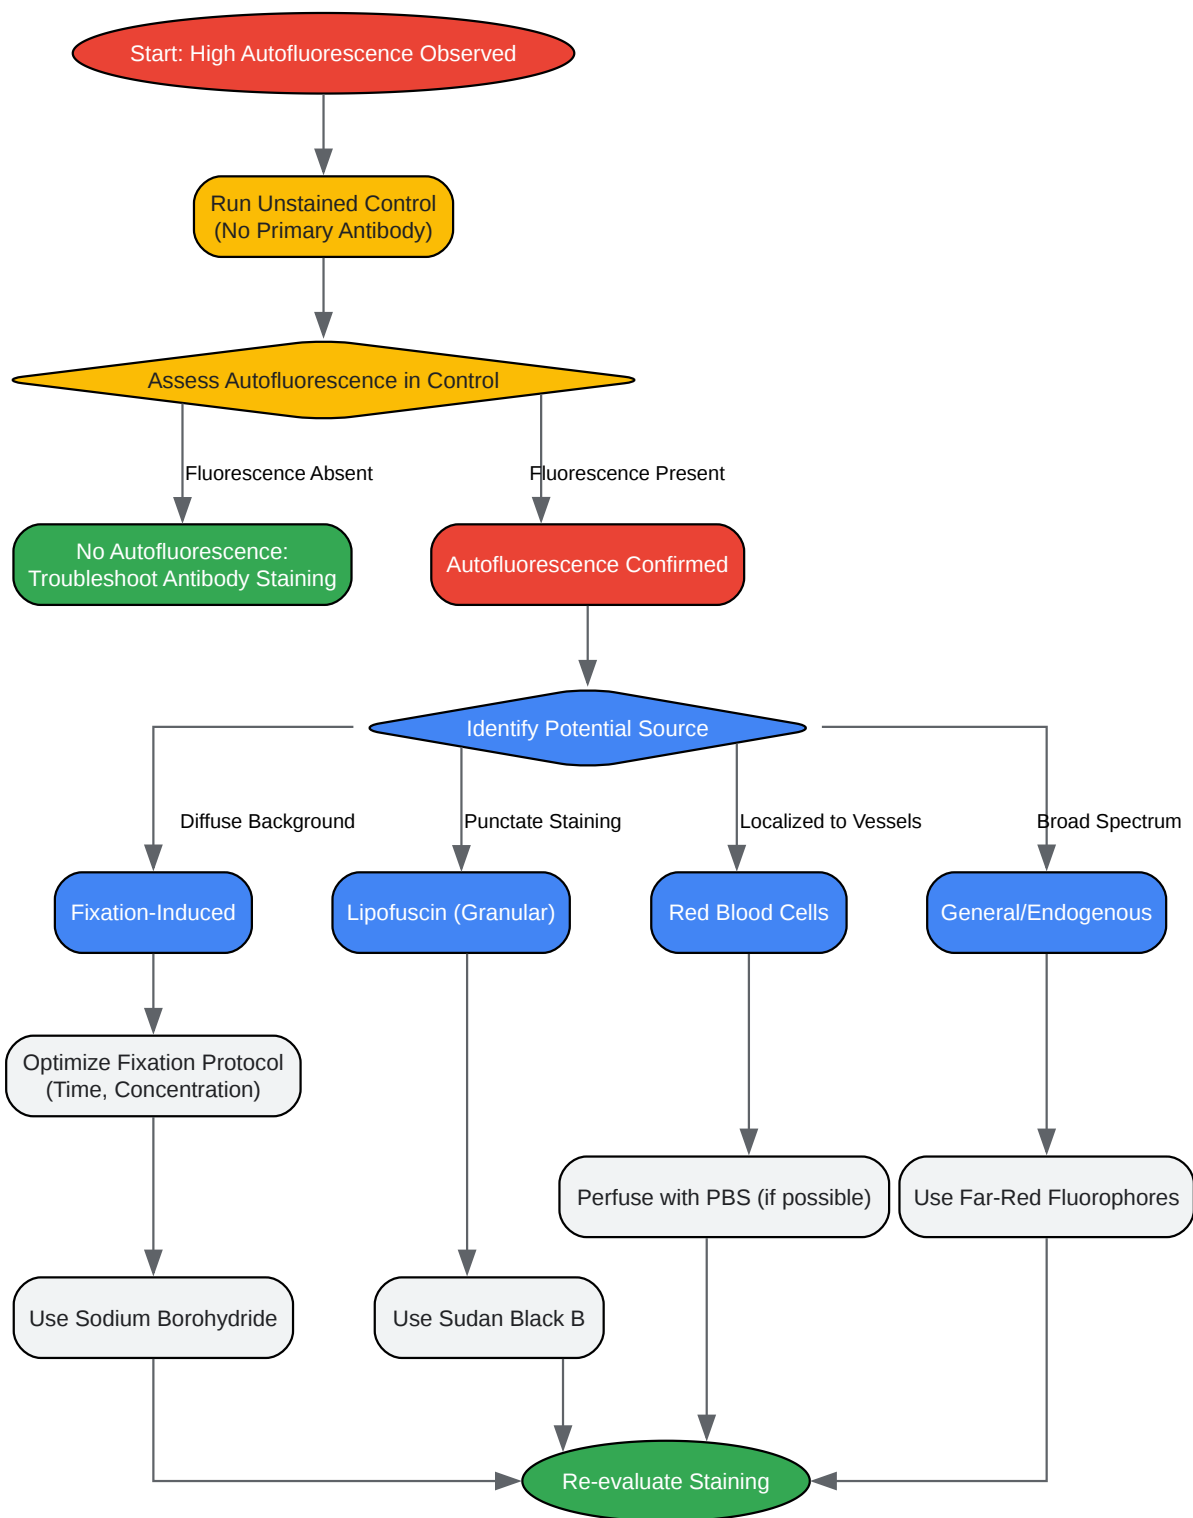 Start: High Autofluorescence Observed
Run Unstained Control
(No Primary Antibody)
Assess Autofluorescence in Control
Fluorescence Absent
Fluorescence Present
No Autofluorescence:
Troubleshoot Antibody Staining
Autofluorescence Confirmed
Identify Potential Source
Diffuse Background
Punctate Staining
Localized to Vessels
Broad Spectrum
Fixation-Induced
Lipofuscin (Granular)
Red Blood Cells
General/Endogenous
Optimize Fixation Protocol
(Time, Concentration)
Perfuse with PBS (if possible)
Use Far-Red Fluorophores
Use Sodium Borohydride
Use Sudan Black B
Re-evaluate Staining